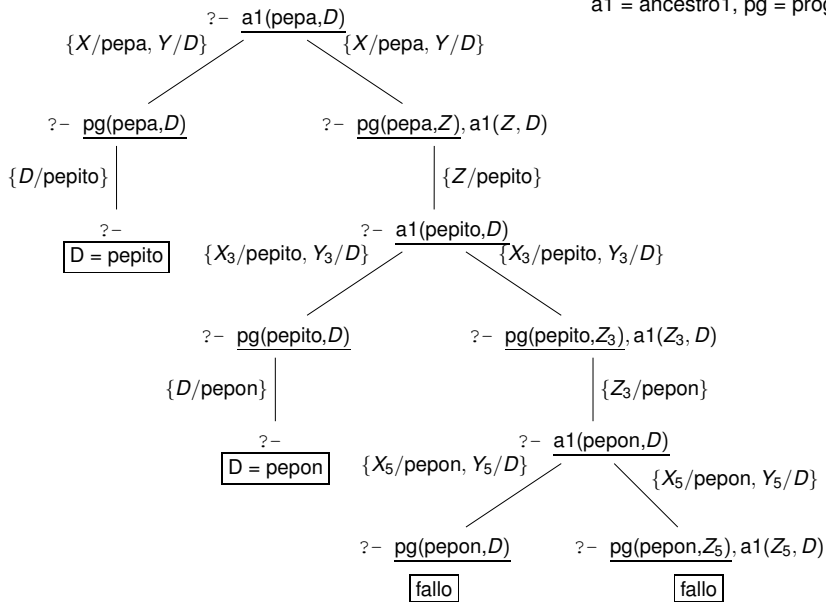 a1 = ancestro1, pg = prog
?- a1(pepa,D)
{X/pepa, Y/D} {X/pepa, Y/D}
?- pg(pepa,D) ?- pg(pepa,Z), a1(Z, D)
{D/pepito} {Z/pepito}
?- ?- a1(pepito,D)
D = pepito {X₃/pepito, Y₃/D} {X₃/pepito, Y₃/D}
?- pg(pepito,D) ?- pg(pepito,Z₃), a1(Z₃, D)
{D/pepon} {Z₃/pepon}
?- ?- a1(pepon,D)
D = pepon {X₅/pepon, Y₅/D} {X₅/pepon, Y₅/D}
?- pg(pepon,D) ?- pg(pepon,Z₅), a1(Z₅, D)
fallo fallo